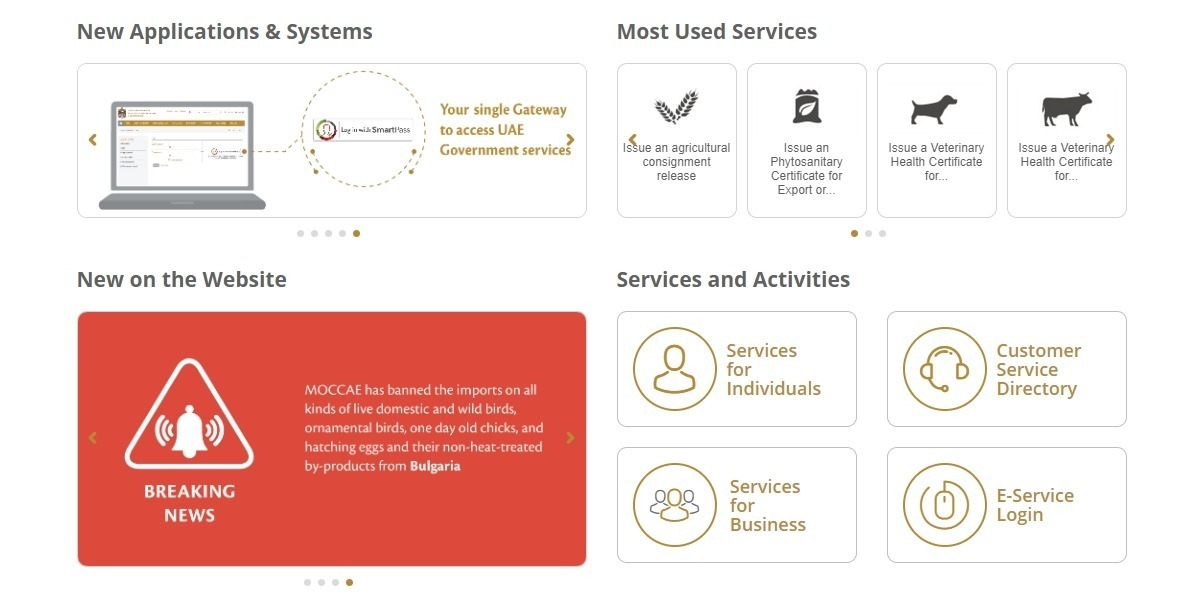 New Applications & Systems
Your single Gateway
to access UAE
Government services
Log in with SmartPass
Most Used Services
Issue an agricultural
consignment
release
Issue an
Phytosanitary
Certificate for
Export or...
Issue a Veterinary
Health Certificate
for...
Issue a Veterinary
Health Certificate
for...
New on the Website
BREAKING
NEWS
MOCCAE has banned the imports on all
kinds of live domestic and wild birds,
ornamental birds, one day old chicks, and
hatching eggs and their non-heat-treated
by-products from Bulgaria
Services and Activities
Services
for
Individuals
Customer
Service
Directory
Services
for
Business
E-Service
Login